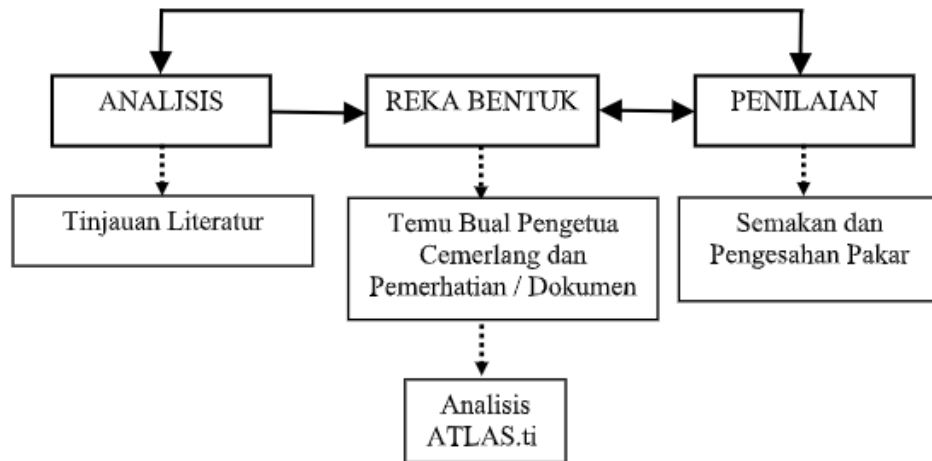 ANALISIS
REKA BENTUK
PENILAIAN
Tinjauan Literatur
Temu Bual Pengetua
Cemerlang dan
Pemerhatian / Dokumen
Semakan dan
Pengesahan Pakar
Analisis
ATLAS.ti